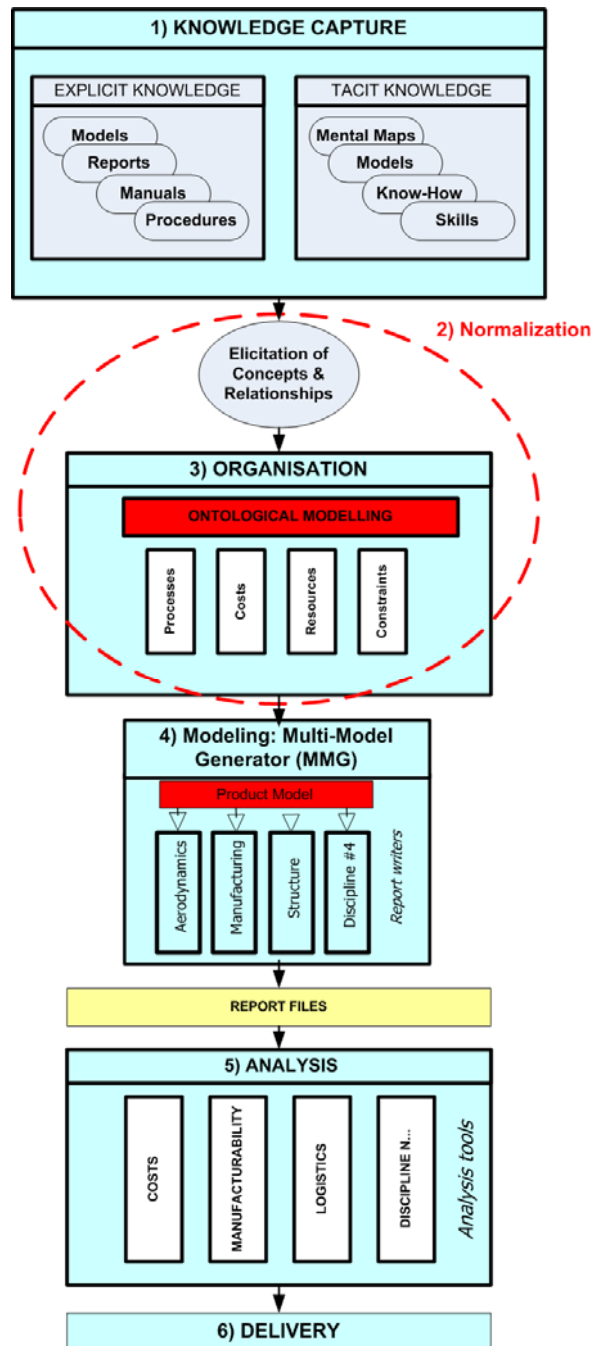 1) KNOWLEDGE CAPTURE
EXPLICIT KNOWLEDGE
Models
Reports
Manuals
Procedures
TACIT KNOWLEDGE
Mental Maps
Models
Know-How
Skills
2) Normalization
Elicitation of
Concepts &
Relationships
3) ORGANISATION
ONTOLOGICAL MODELLING
Processes
Costs
Resources
Constraints
4) Modeling: Multi-Model
Generator (MMG)
Product Model
Aerodynamics
Manufacturing
Structure
Discipline #4
Report writers
REPORT FILES
5) ANALYSIS
COSTS
MANUFACTURABILITY
LOGISTICS
DISCIPLINE N...
Analysis tools
6) DELIVERY